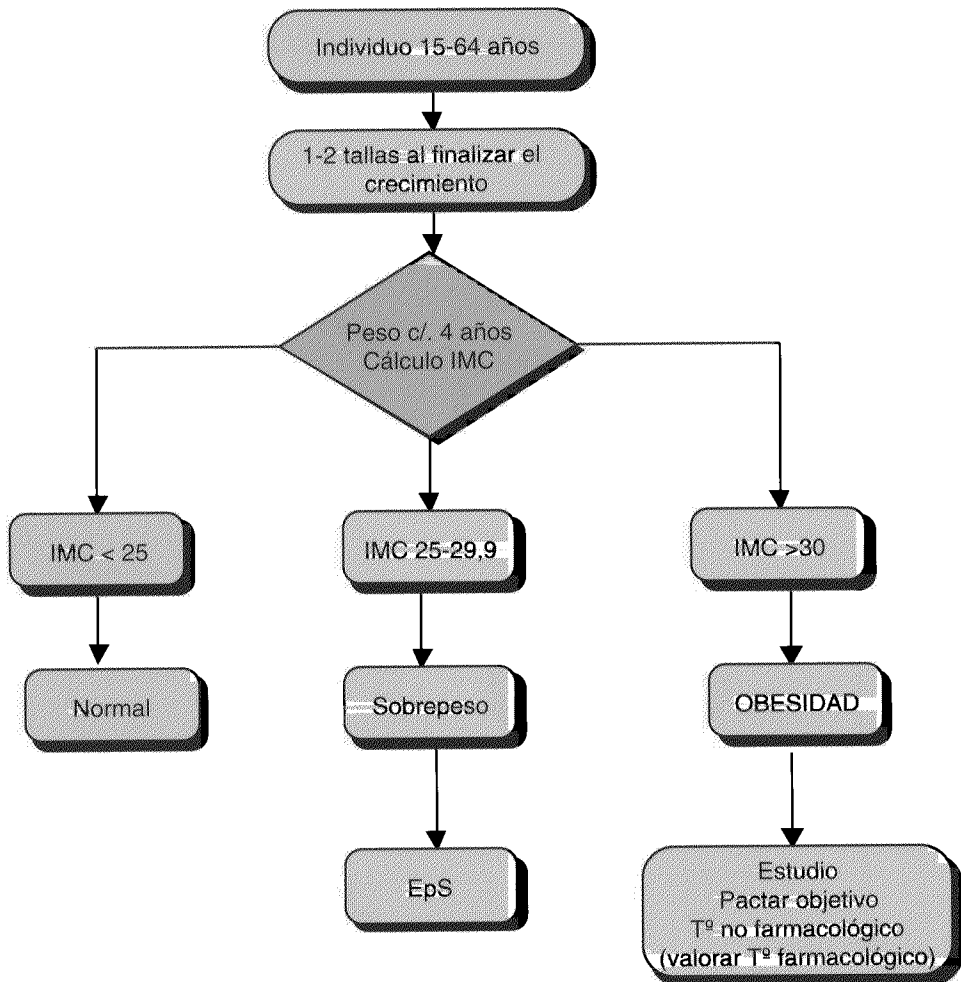 Individuo 15-64 años
1-2 tallas al finalizar el
crecimiento
Peso c/. 4 años
Cálculo IMC
IMC < 25
IMC 25-29,9
IMC >30
Normal
Sobrepeso
OBESIDAD
EpS
Estudio
Pactar objetivo
Tº no farmacológico
(valorar Tº farmacológico)